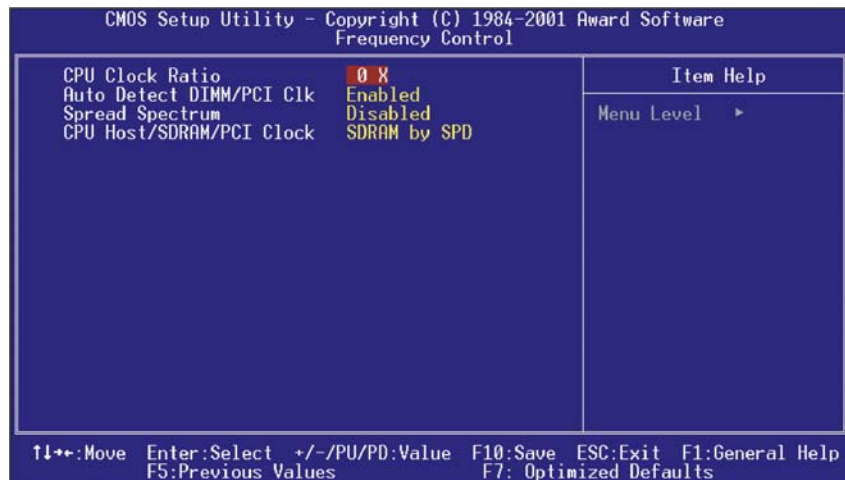 CMOS Setup Utility - Copyright (C) 1984-2001 Award Software
Frequency Control
CPU Clock Ratio 0 X
Auto Detect DIMM/PCI Clk Enabled
Spread Spectrum Disabled
CPU Host/SDRAM/PCI Clock SDRAM by SPD
Item Help
Menu Level ►
↑↓→←:Move Enter:Select +/-/PU/PD:Value F10:Save ESC:Exit F1:General Help
F5:Previous Values F7: Optimized Defaults